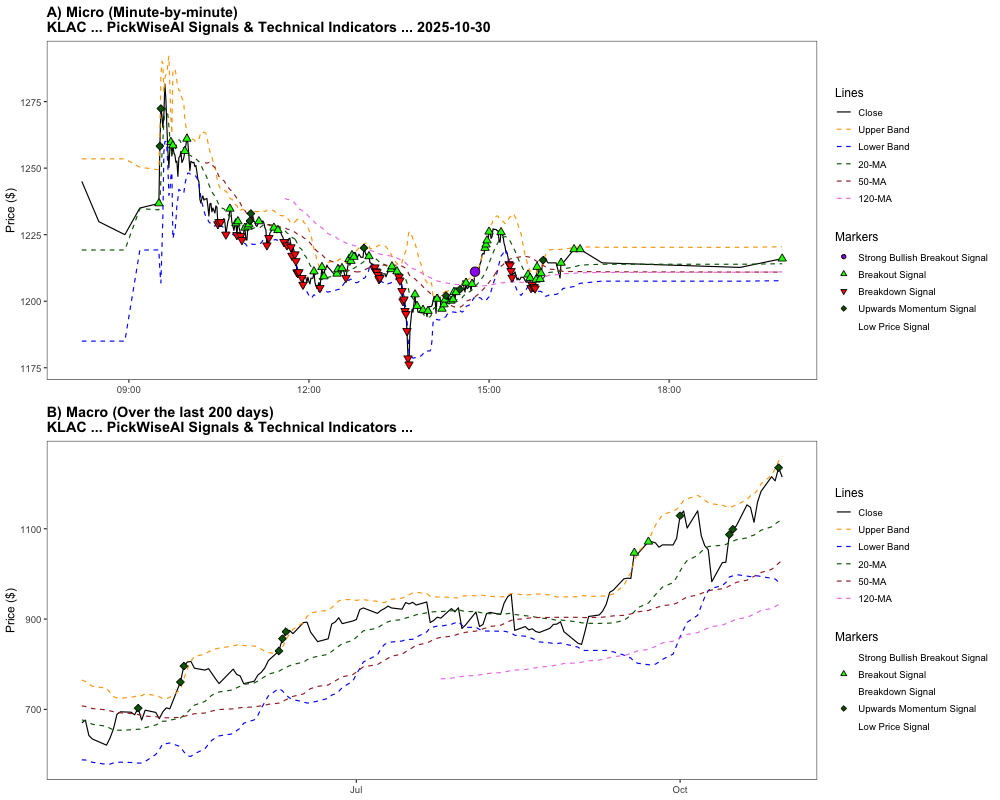 A) Micro (Minute-by-minute)
KLAC ... PickWiseAI Signals & Technical Indicators ... 2025-10-30
Price ($)
1275
1250
1225
1200
1175
09:00
12:00
15:00
18:00
Lines
Close
Upper Band
Lower Band
20-MA
50-MA
120-MA
Markers
Strong Bullish Breakout Signal
Breakout Signal
Breakdown Signal
Upwards Momentum Signal
Low Price Signal
B) Macro (Over the last 200 days)
KLAC ... PickWiseAI Signals & Technical Indicators ...
Price ($)
1100
900
700
Jul
Oct
Lines
Close
Upper Band
Lower Band
20-MA
50-MA
120-MA
Markers
Strong Bullish Breakout Signal
Breakout Signal
Breakdown Signal
Upwards Momentum Signal
Low Price Signal